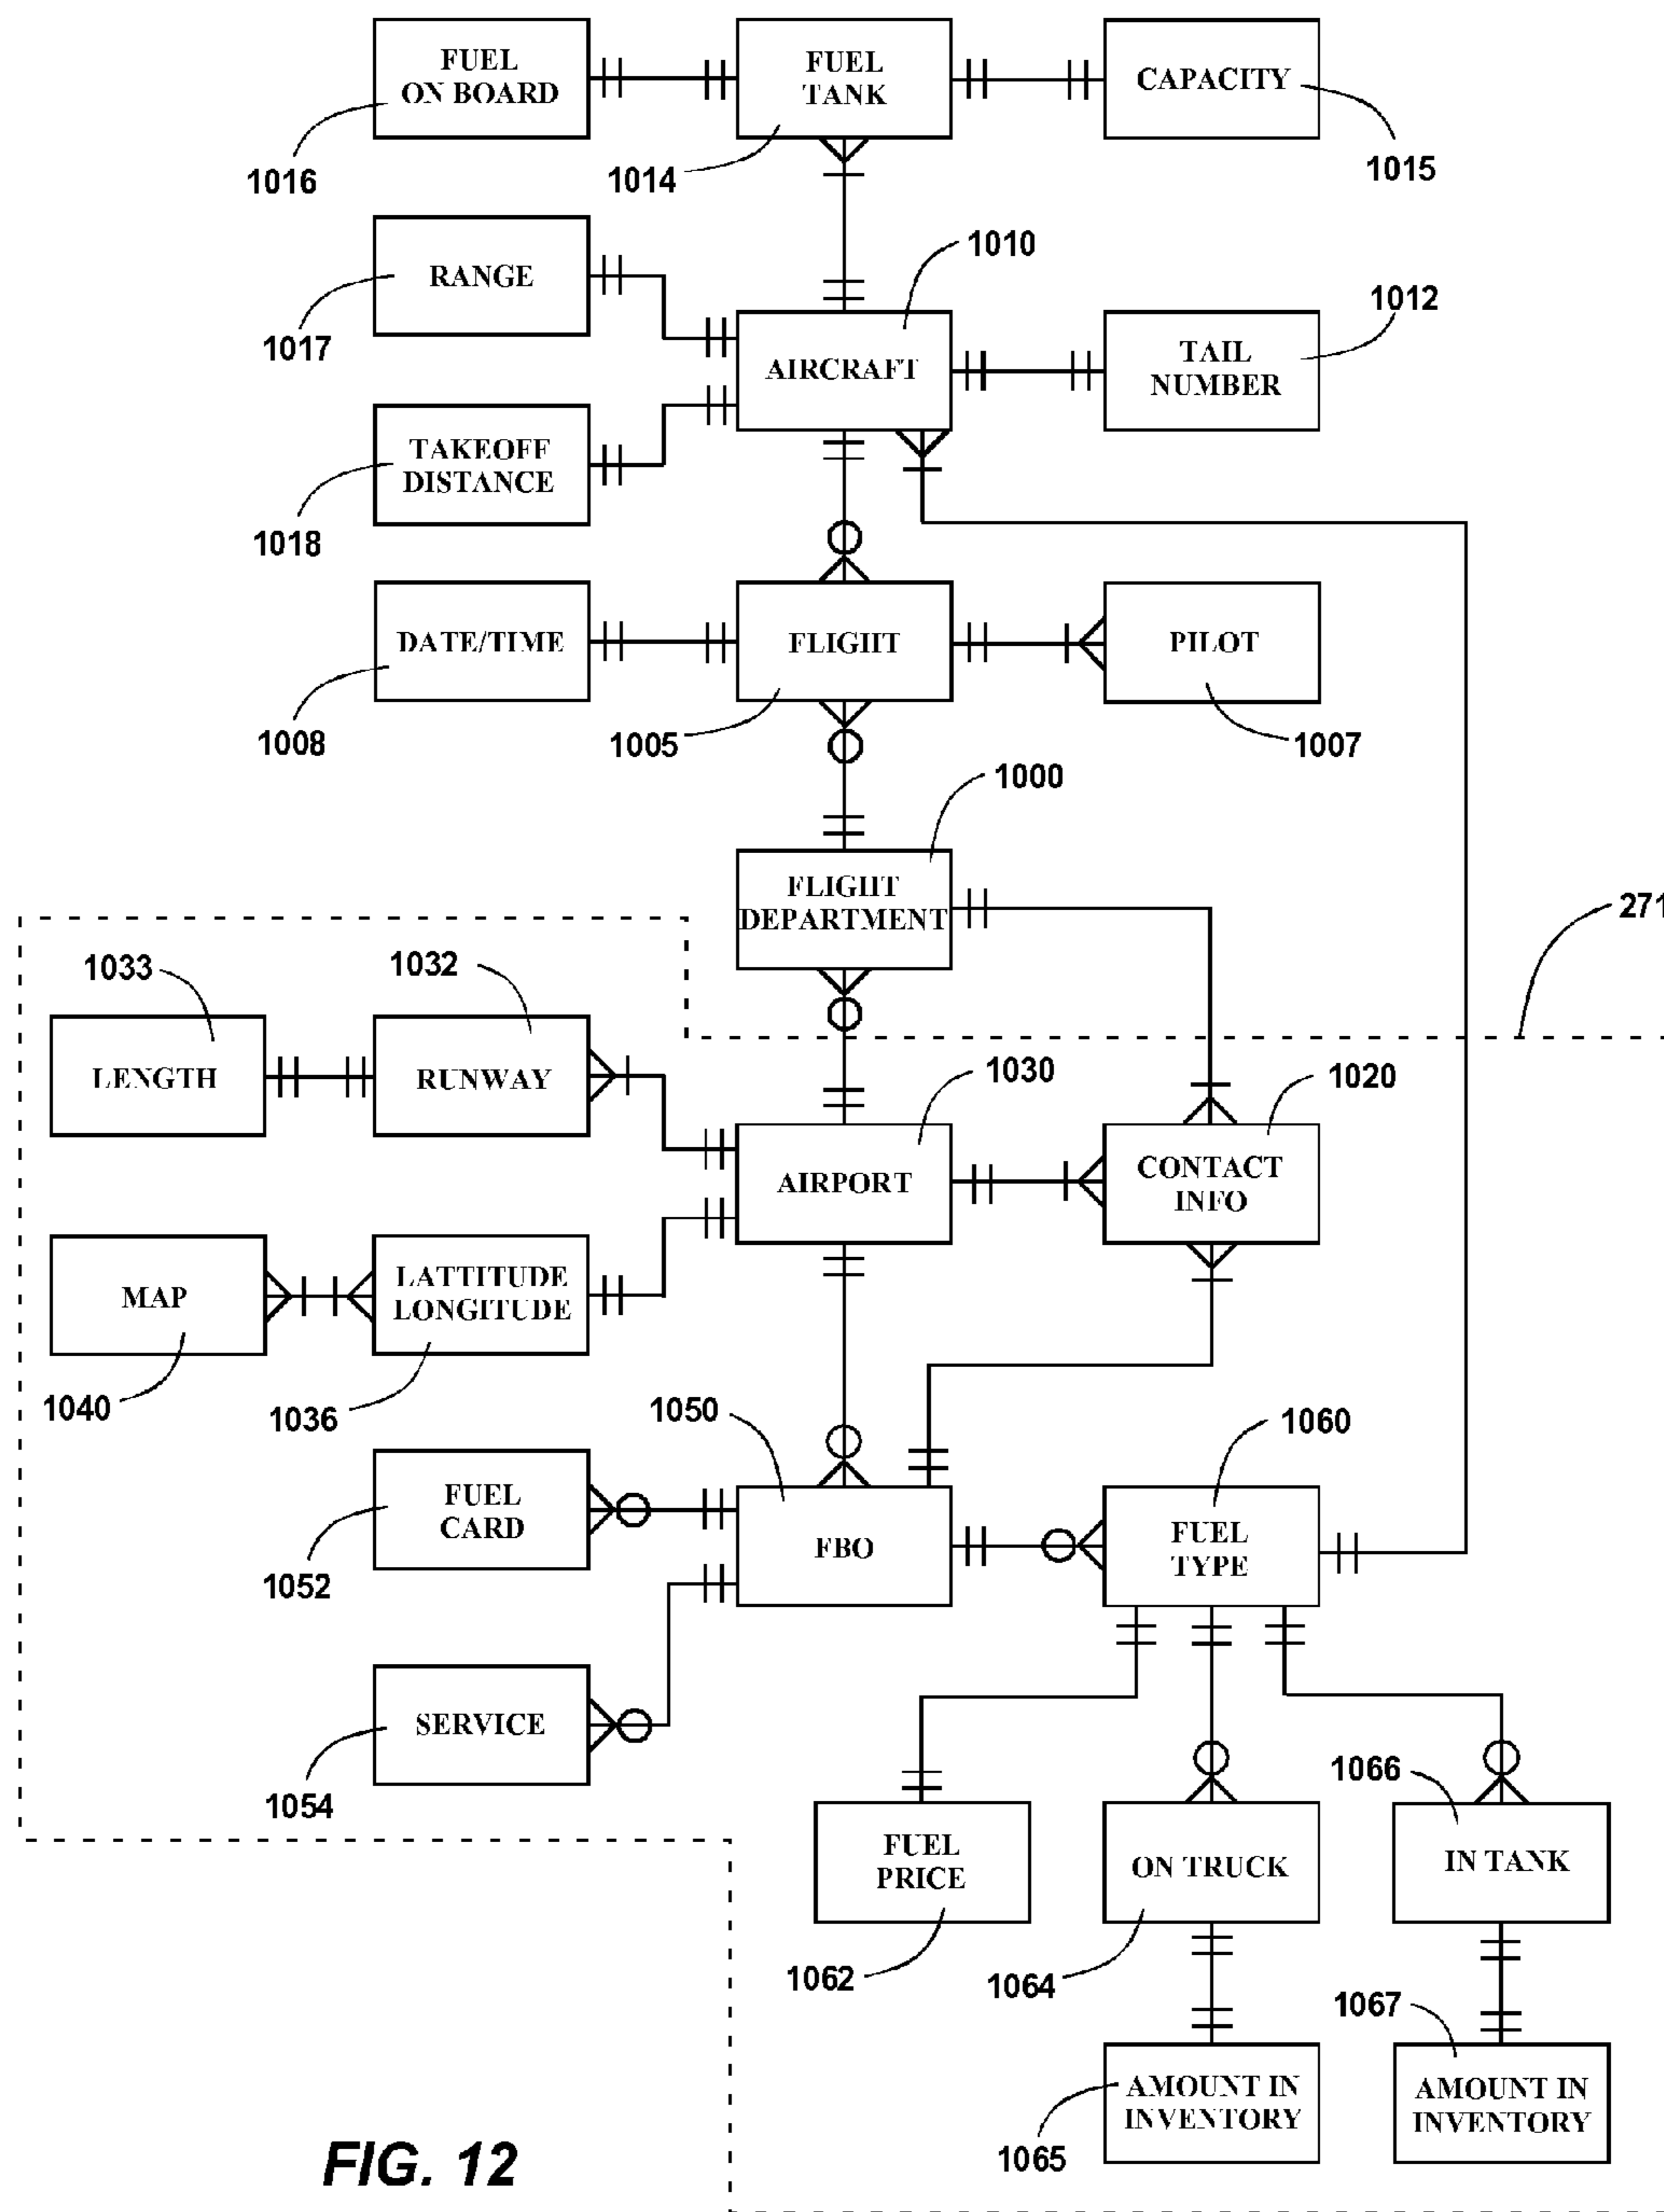 FUEL
ON BOARD
FUEL
TANK
CAPACITY
1016
1014
1015
RANGE
1010
1017
AIRCRAFT
TAIL
NUMBER
1012
TAKEOFF
DISTANCE
1018
DATE/TIME
FLIGHT
PILOT
1008
1005
1007
1000
FLIGHT
DEPARTMENT
271
1033
1032
LENGTH
RUNWAY
1030
1020
AIRPORT
CONTACT
INFO
MAP
LATTITUDE
LONGITUDE
1040
1036
1050
1060
FUEL
CARD
FBO
FUEL
TYPE
1052
SERVICE
1054
1066
FUEL
PRICE
ON TRUCK
IN TANK
1062
1064
1067
AMOUNT IN
INVENTORY
AMOUNT IN
INVENTORY
1065
FIG. 12